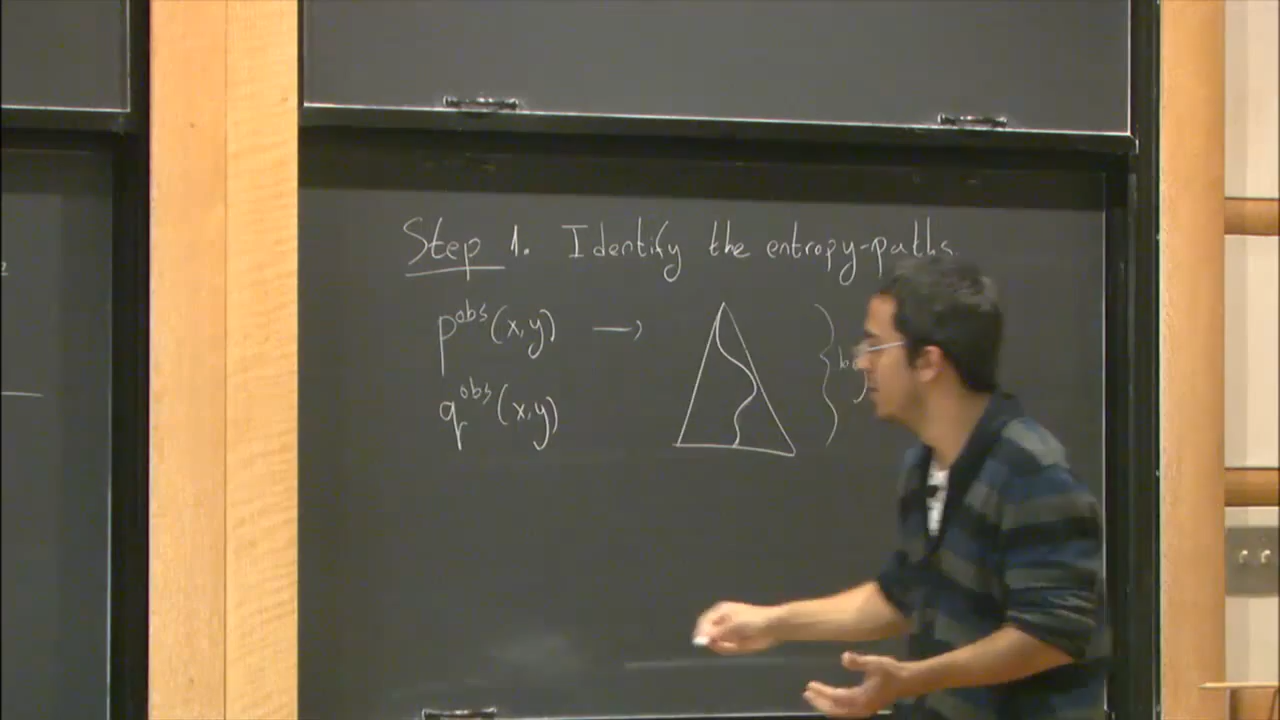 Step 1. Identify the entropy-paths.
p^obs(x,y) →
q^obs(x,y)